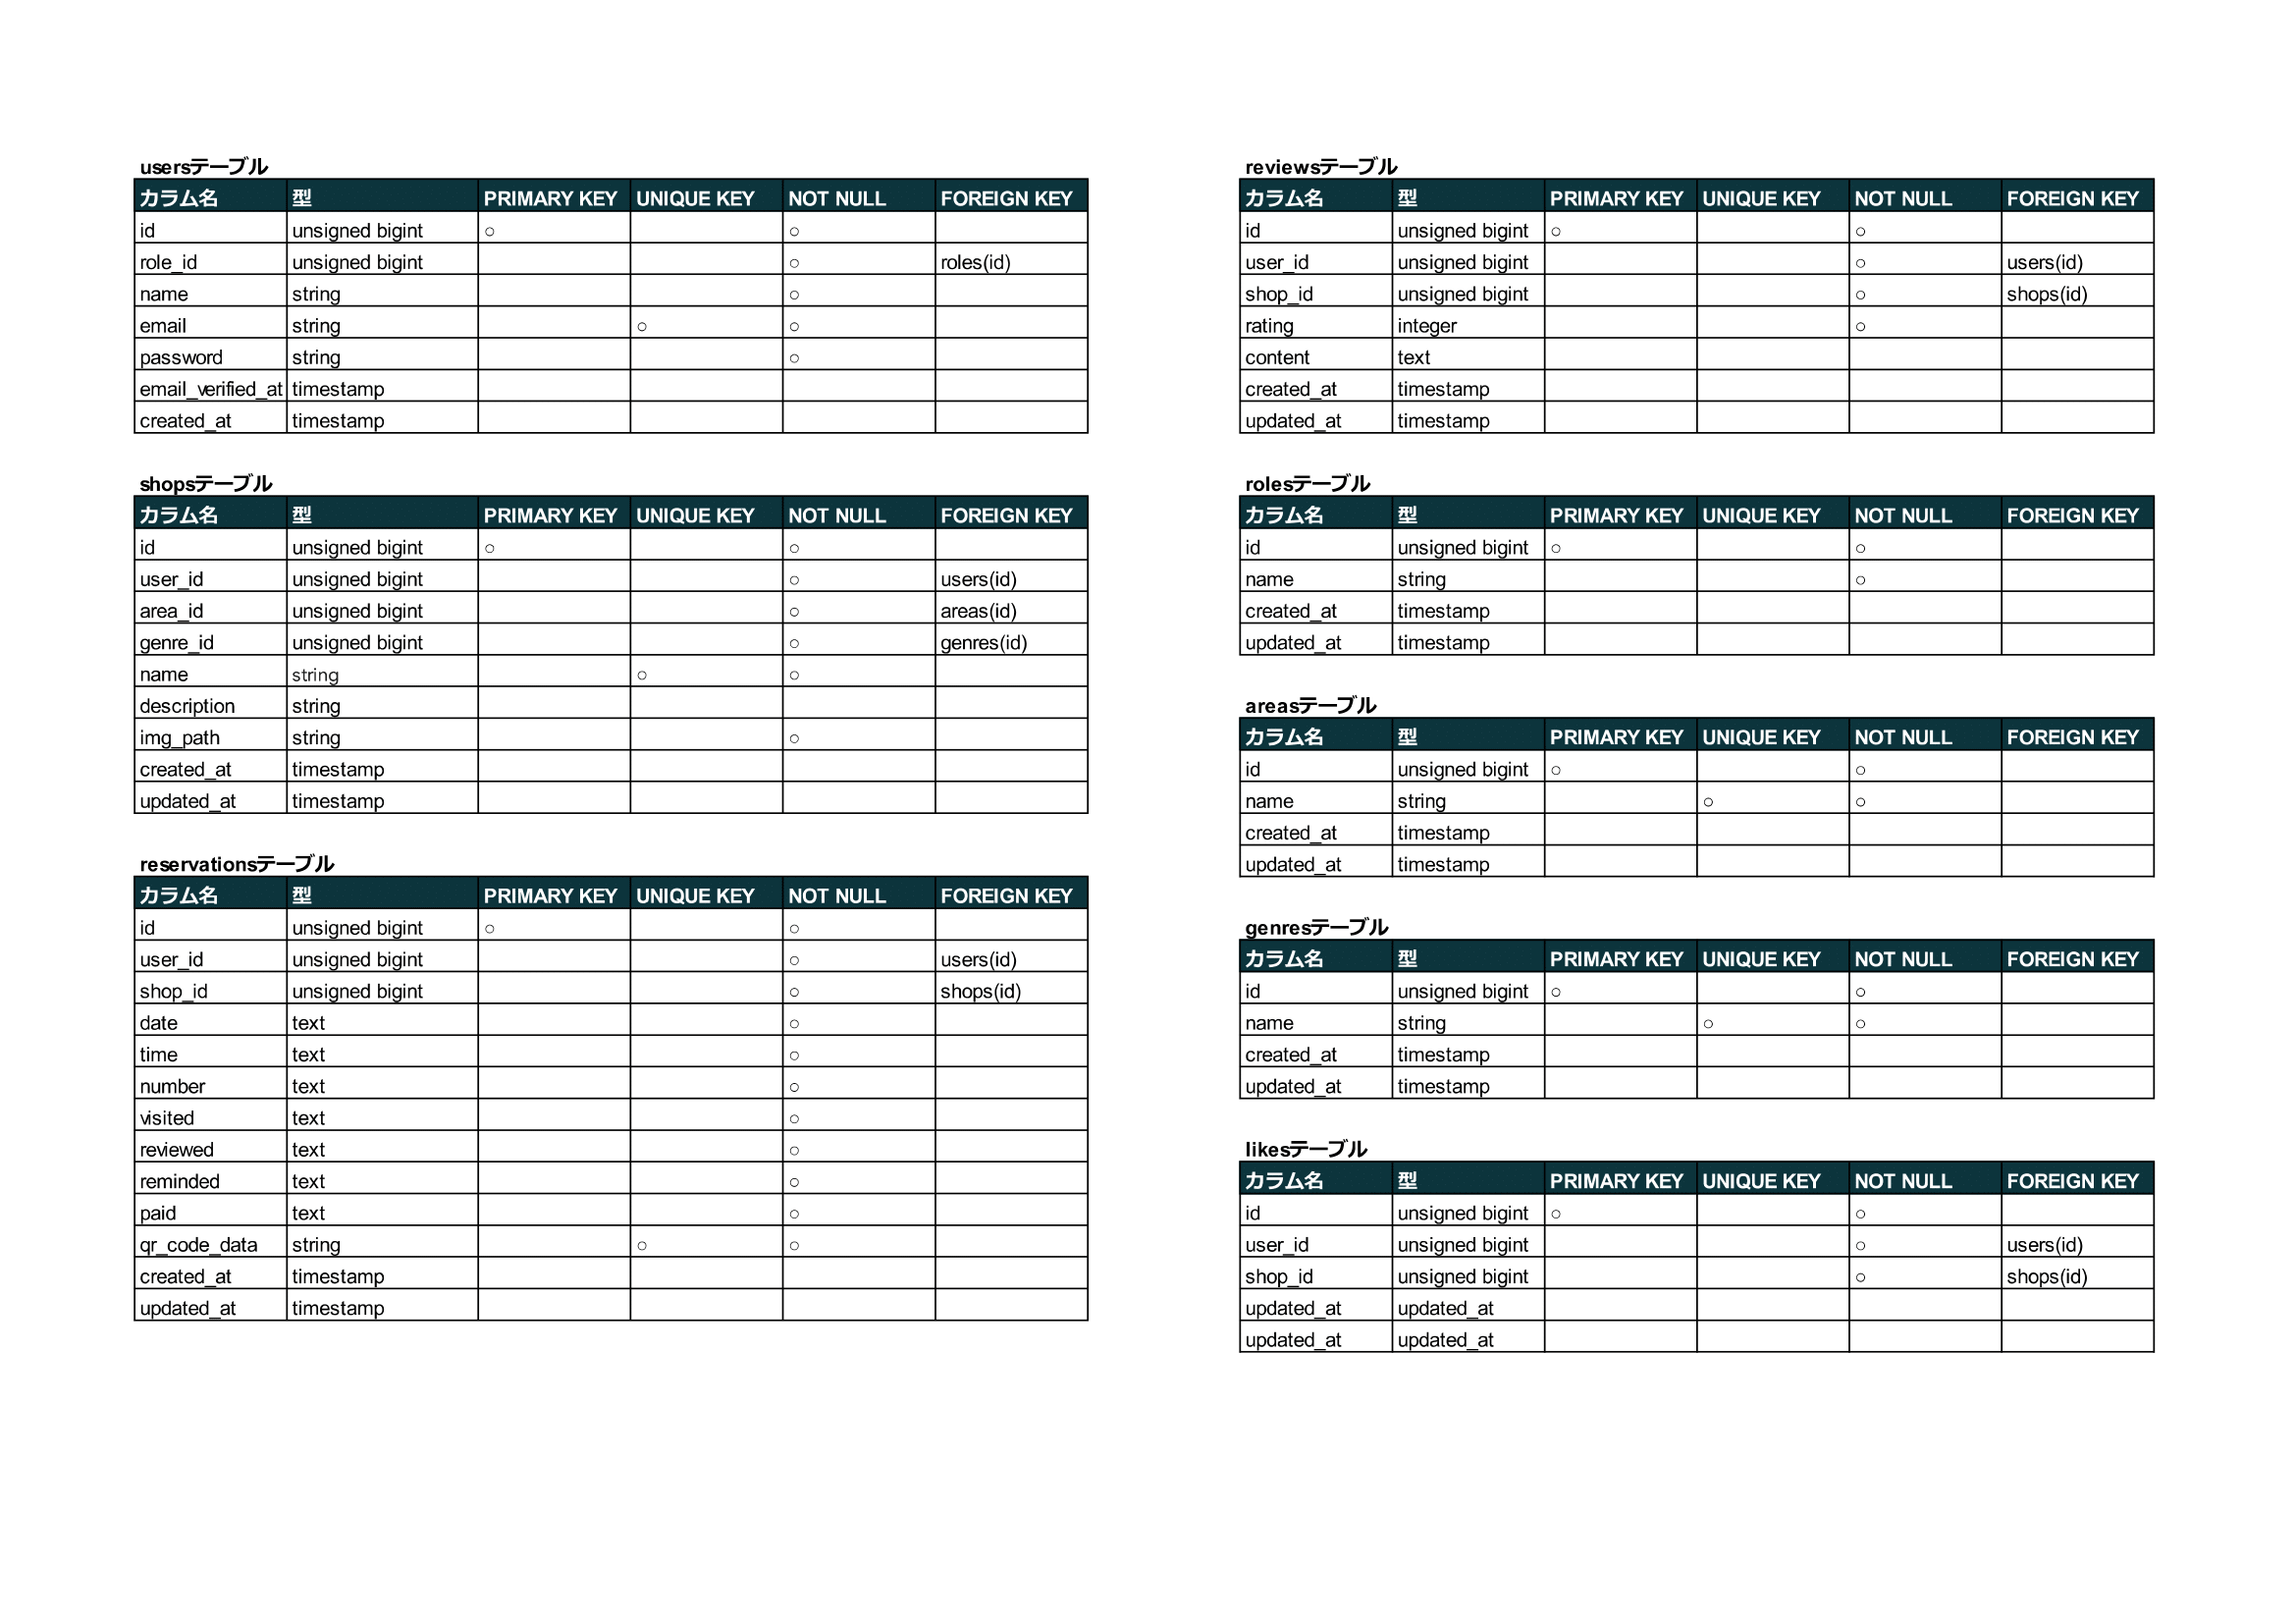 usersテーブル
カラム名 型 PRIMARY KEY UNIQUE KEY NOT NULL FOREIGN KEY
id unsigned bigint ○ ○
role_id unsigned bigint ○ roles(id)
name string ○
email string ○ ○
password string ○
email_verified_at timestamp
created_at timestamp
shopsテーブル
カラム名 型 PRIMARY KEY UNIQUE KEY NOT NULL FOREIGN KEY
id unsigned bigint ○ ○
user_id unsigned bigint ○ users(id)
area_id unsigned bigint ○ areas(id)
genre_id unsigned bigint ○ genres(id)
name string ○ ○
description string
img_path string ○
created_at timestamp
updated_at timestamp
reservationsテーブル
カラム名 型 PRIMARY KEY UNIQUE KEY NOT NULL FOREIGN KEY
id unsigned bigint ○ ○
user_id unsigned bigint ○ users(id)
shop_id unsigned bigint ○ shops(id)
date text ○
time text ○
number text ○
visited text ○
reviewed text ○
reminded text ○
paid text ○
qr_code_data string ○ ○
created_at timestamp
updated_at timestamp
reviewsテーブル
カラム名 型 PRIMARY KEY UNIQUE KEY NOT NULL FOREIGN KEY
id unsigned bigint ○ ○
user_id unsigned bigint ○ users(id)
shop_id unsigned bigint ○ shops(id)
rating integer ○
content text
created_at timestamp
updated_at timestamp
rolesテーブル
カラム名 型 PRIMARY KEY UNIQUE KEY NOT NULL FOREIGN KEY
id unsigned bigint ○ ○
name string ○
created_at timestamp
updated_at timestamp
areasテーブル
カラム名 型 PRIMARY KEY UNIQUE KEY NOT NULL FOREIGN KEY
id unsigned bigint ○ ○
name string ○ ○
created_at timestamp
updated_at timestamp
genresテーブル
カラム名 型 PRIMARY KEY UNIQUE KEY NOT NULL FOREIGN KEY
id unsigned bigint ○ ○
name string ○ ○
created_at timestamp
updated_at timestamp
likesテーブル
カラム名 型 PRIMARY KEY UNIQUE KEY NOT NULL FOREIGN KEY
id unsigned bigint ○ ○
user_id unsigned bigint ○ users(id)
shop_id unsigned bigint ○ shops(id)
updated_at updated_at
updated_at updated_at